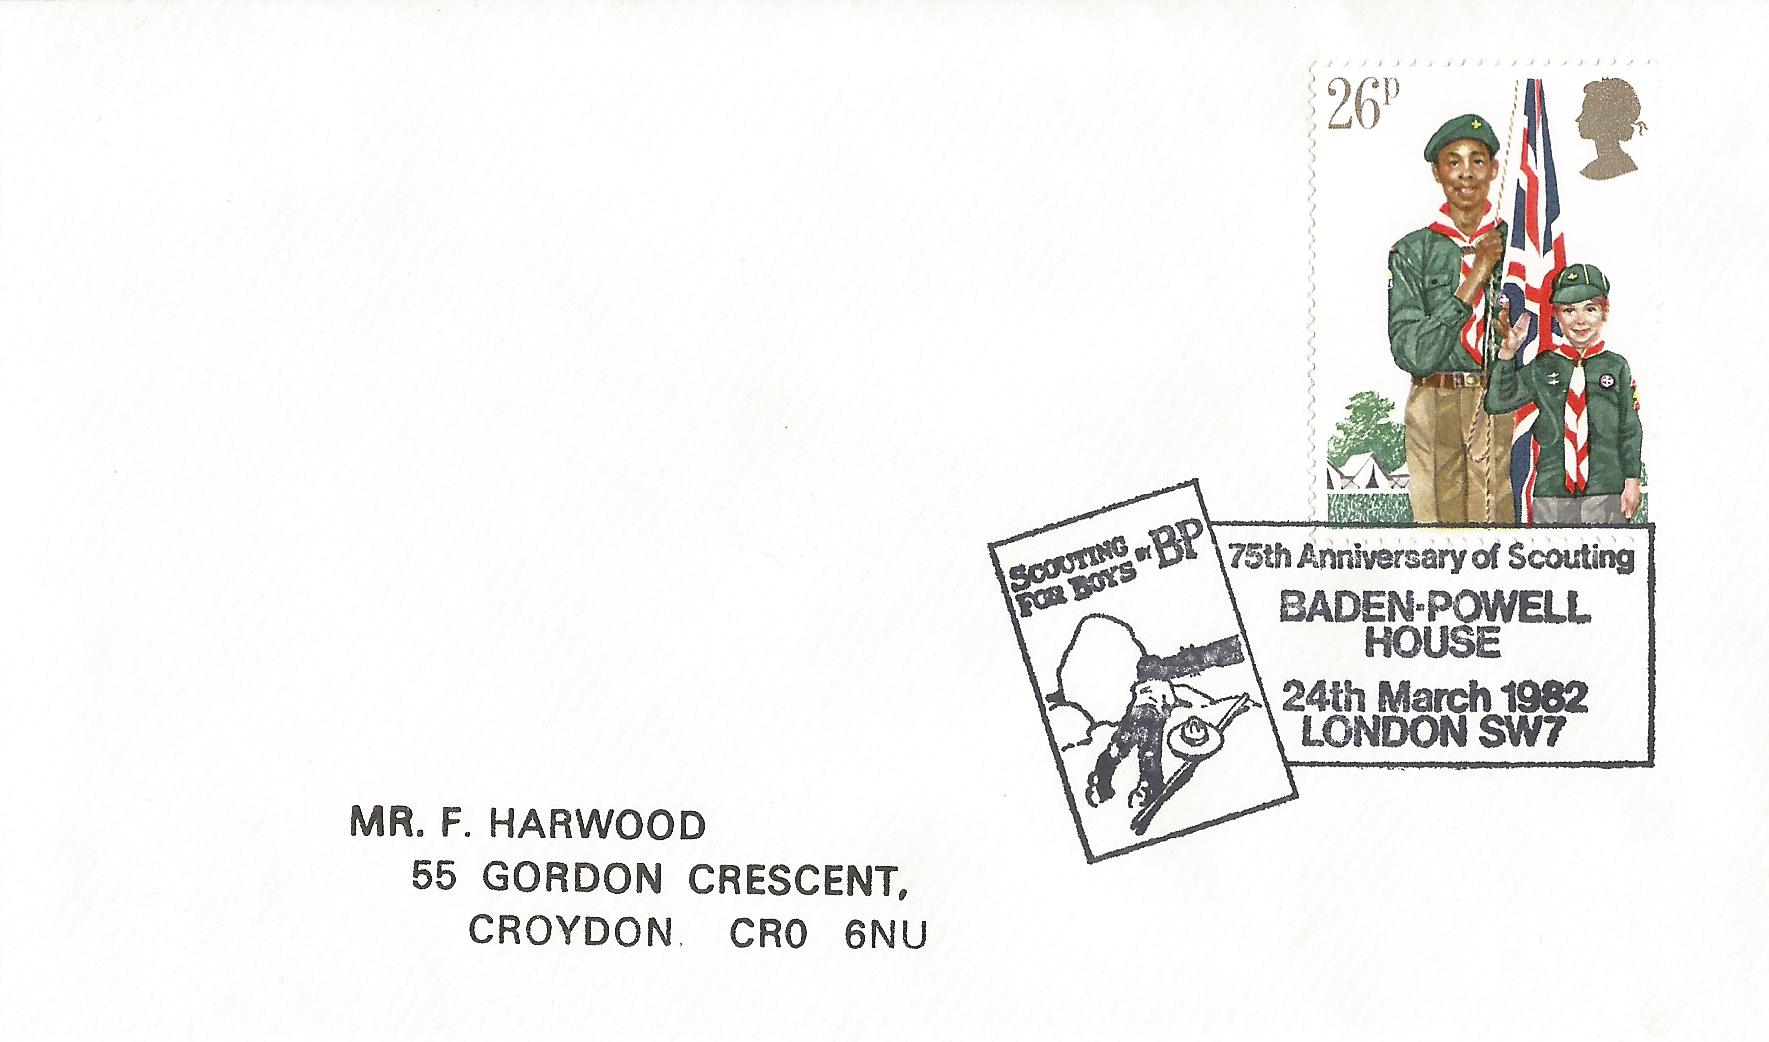 26P
SCOUTING
FOR BOYS BY BP
75th Anniversary of Scouting
BADEN-POWELL
HOUSE
24th March 1982
LONDON SW7
MR. F. HARWOOD
55 GORDON CRESCENT,
CROYDON. CR0 6NU